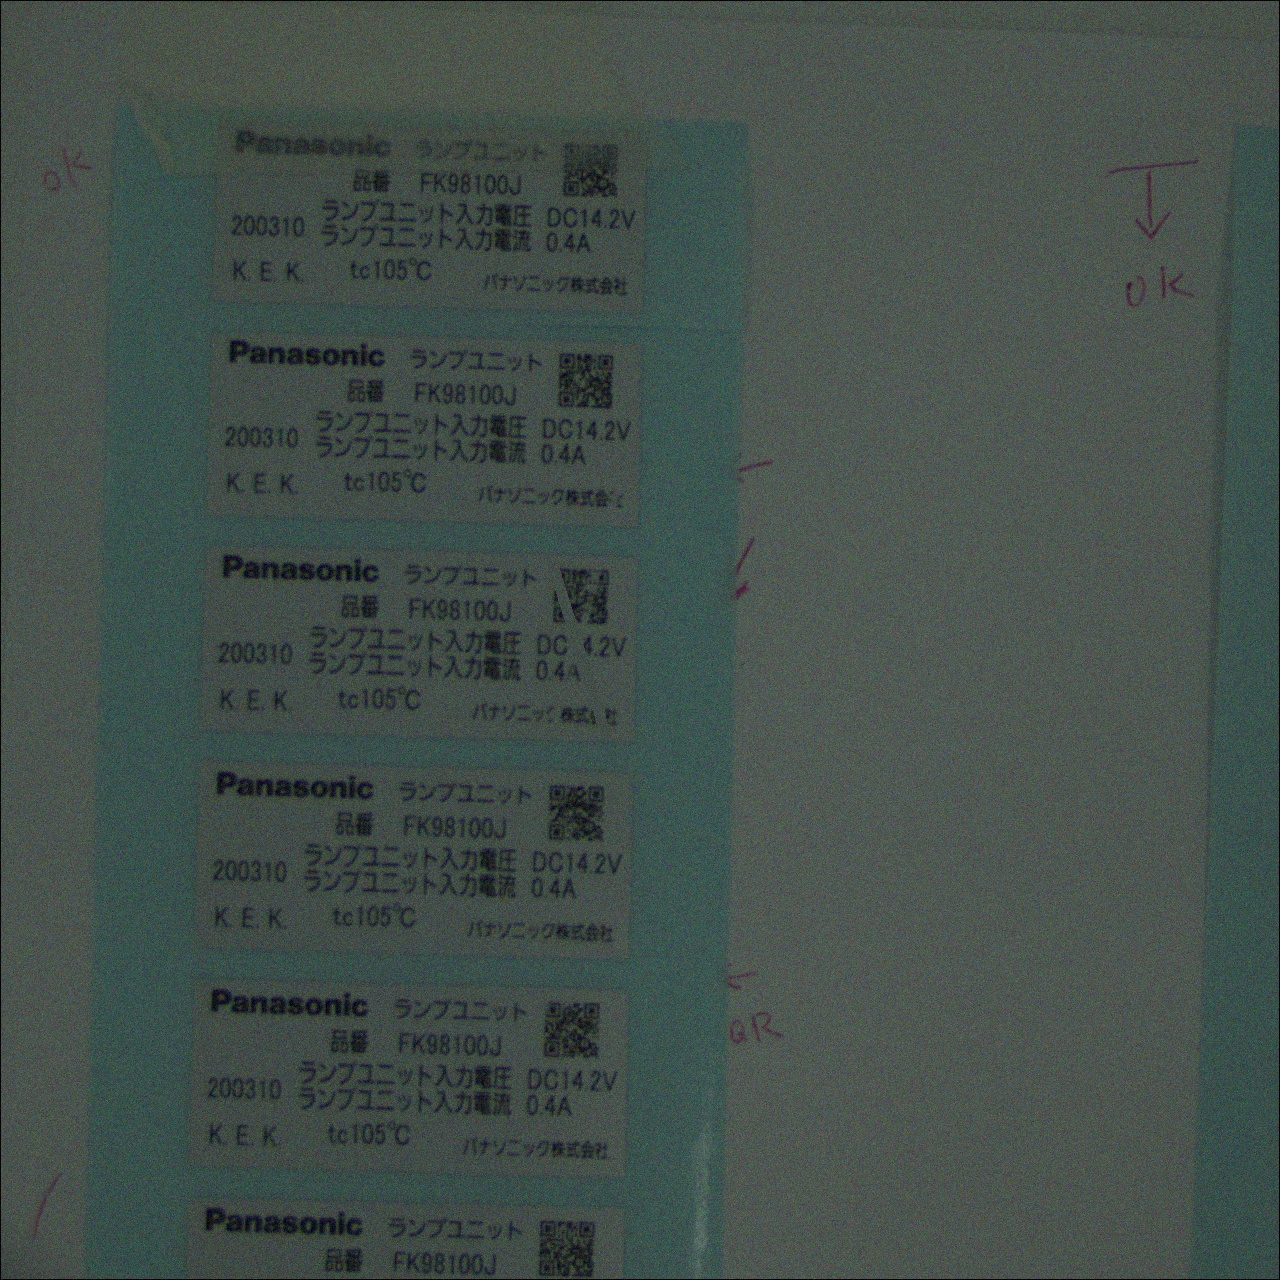 Panasonic ランプユニット
品番 FK98100J
ランプユニット入力電圧 DC14.2V
200310 ランプユニット入力電流 0.4A
K. E. K. tc105℃ パナソニック株式会社
OK
OK
Panasonic ランプユニット
品番 FK98100J
ランプユニット入力電圧 DC14.2V
200310 ランプユニット入力電流 0.4A
K. E. K. tc105℃ パナソニック株式会
Panasonic ランプユニット
品番 FK98100J
ランプユニット入力電圧 DC 4.2V
200310 ランプユニット入力電流 0.4A
K. E. K. tc105℃ パナソニッ 株式 社
Panasonic ランプユニット
品番 FK98100J
ランプユニット入力電圧 DC14.2V
200310 ランプユニット入力電流 0.4A
K. E. K. tc105℃ パナソニック株式会社
Panasonic ランプユニット
品番 FK98100J
ランプユニット入力電圧 DC14 2V
200310 ランプユニット入力電流 0.4A
K. E. K. tc105℃ パナソニック株式会社
QR
Panasonic ランプユニット
品番 FK98100J